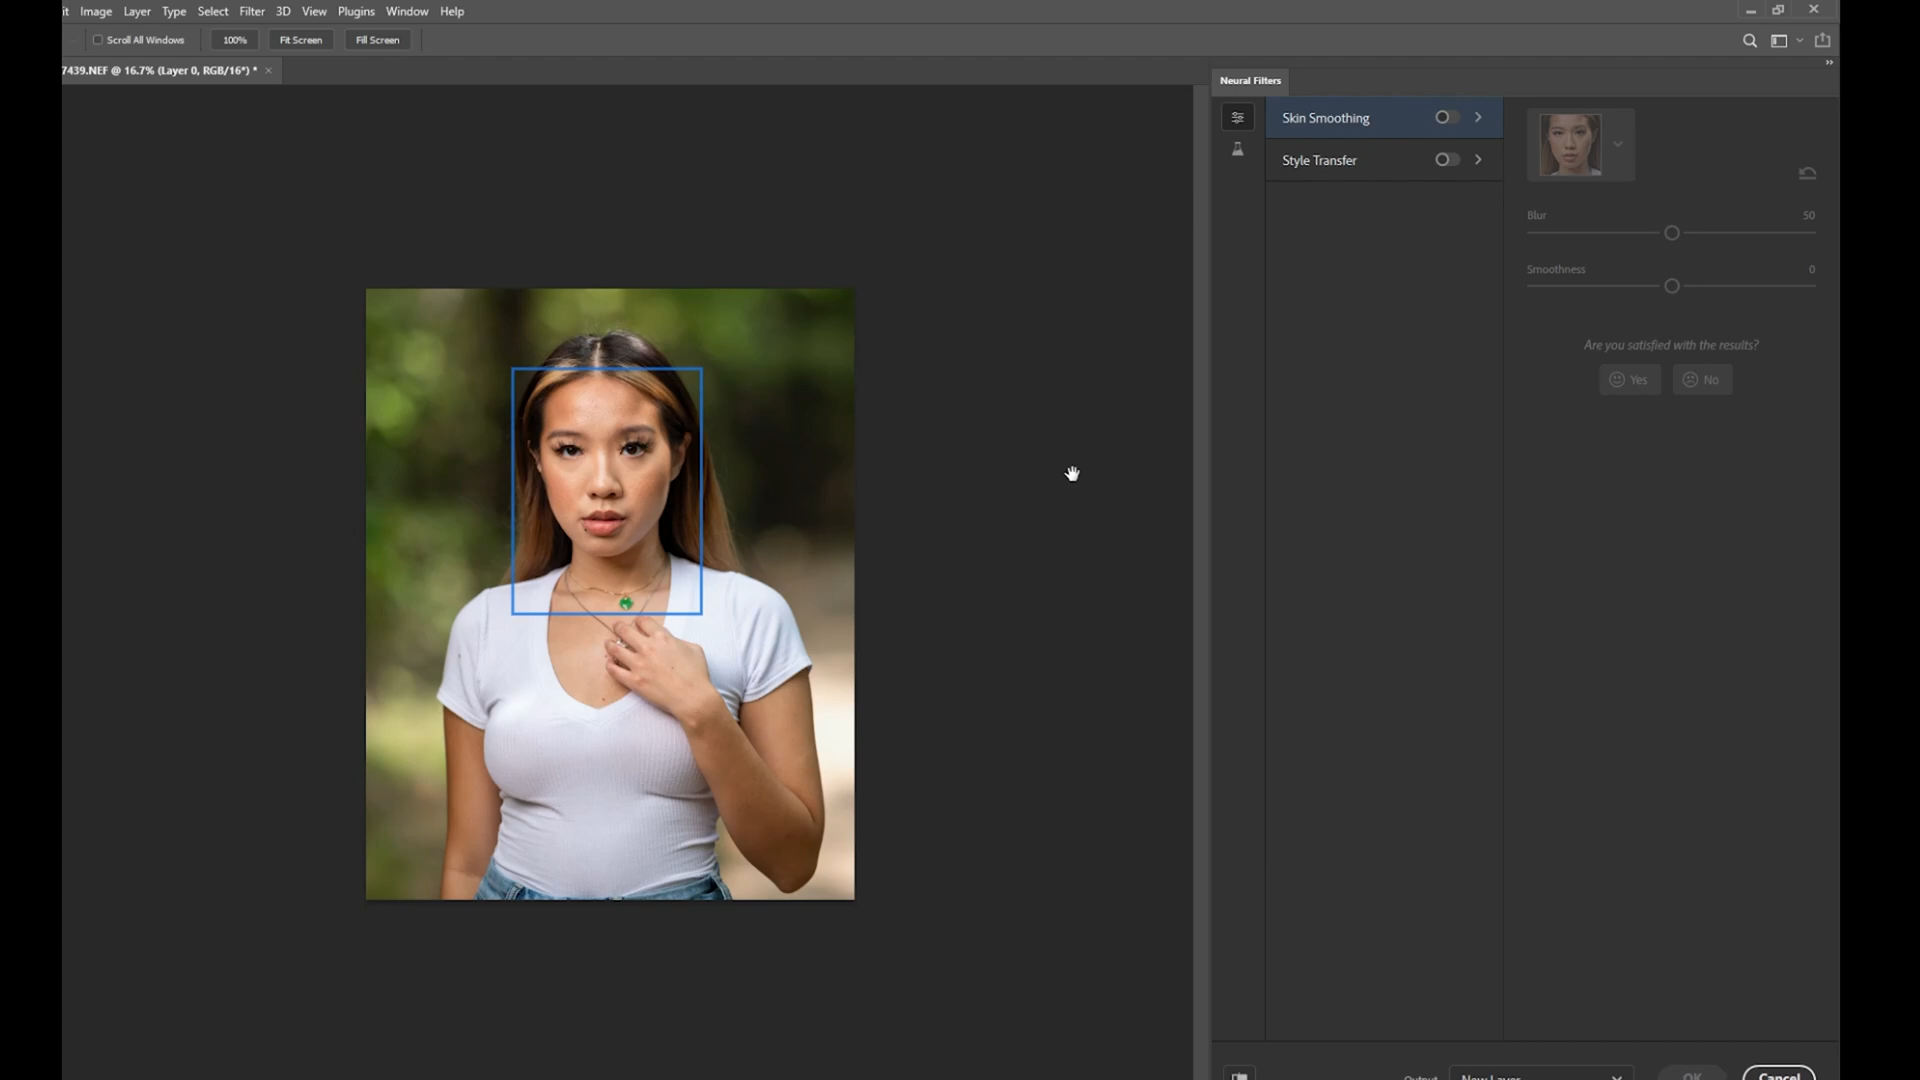 it Image Layer Type Select Filter 3D View Plugins Window Help
Scroll All Windows 100% Fit Screen Fill Screen
7439.NEF @ 16.7% (Layer 0, RGB/16*) * ×
Neural Filters
Skin Smoothing
Style Transfer
Blur 50
Smoothness 0
Are you satisfied with the results?
Yes No
Output New Layer OK Cancel